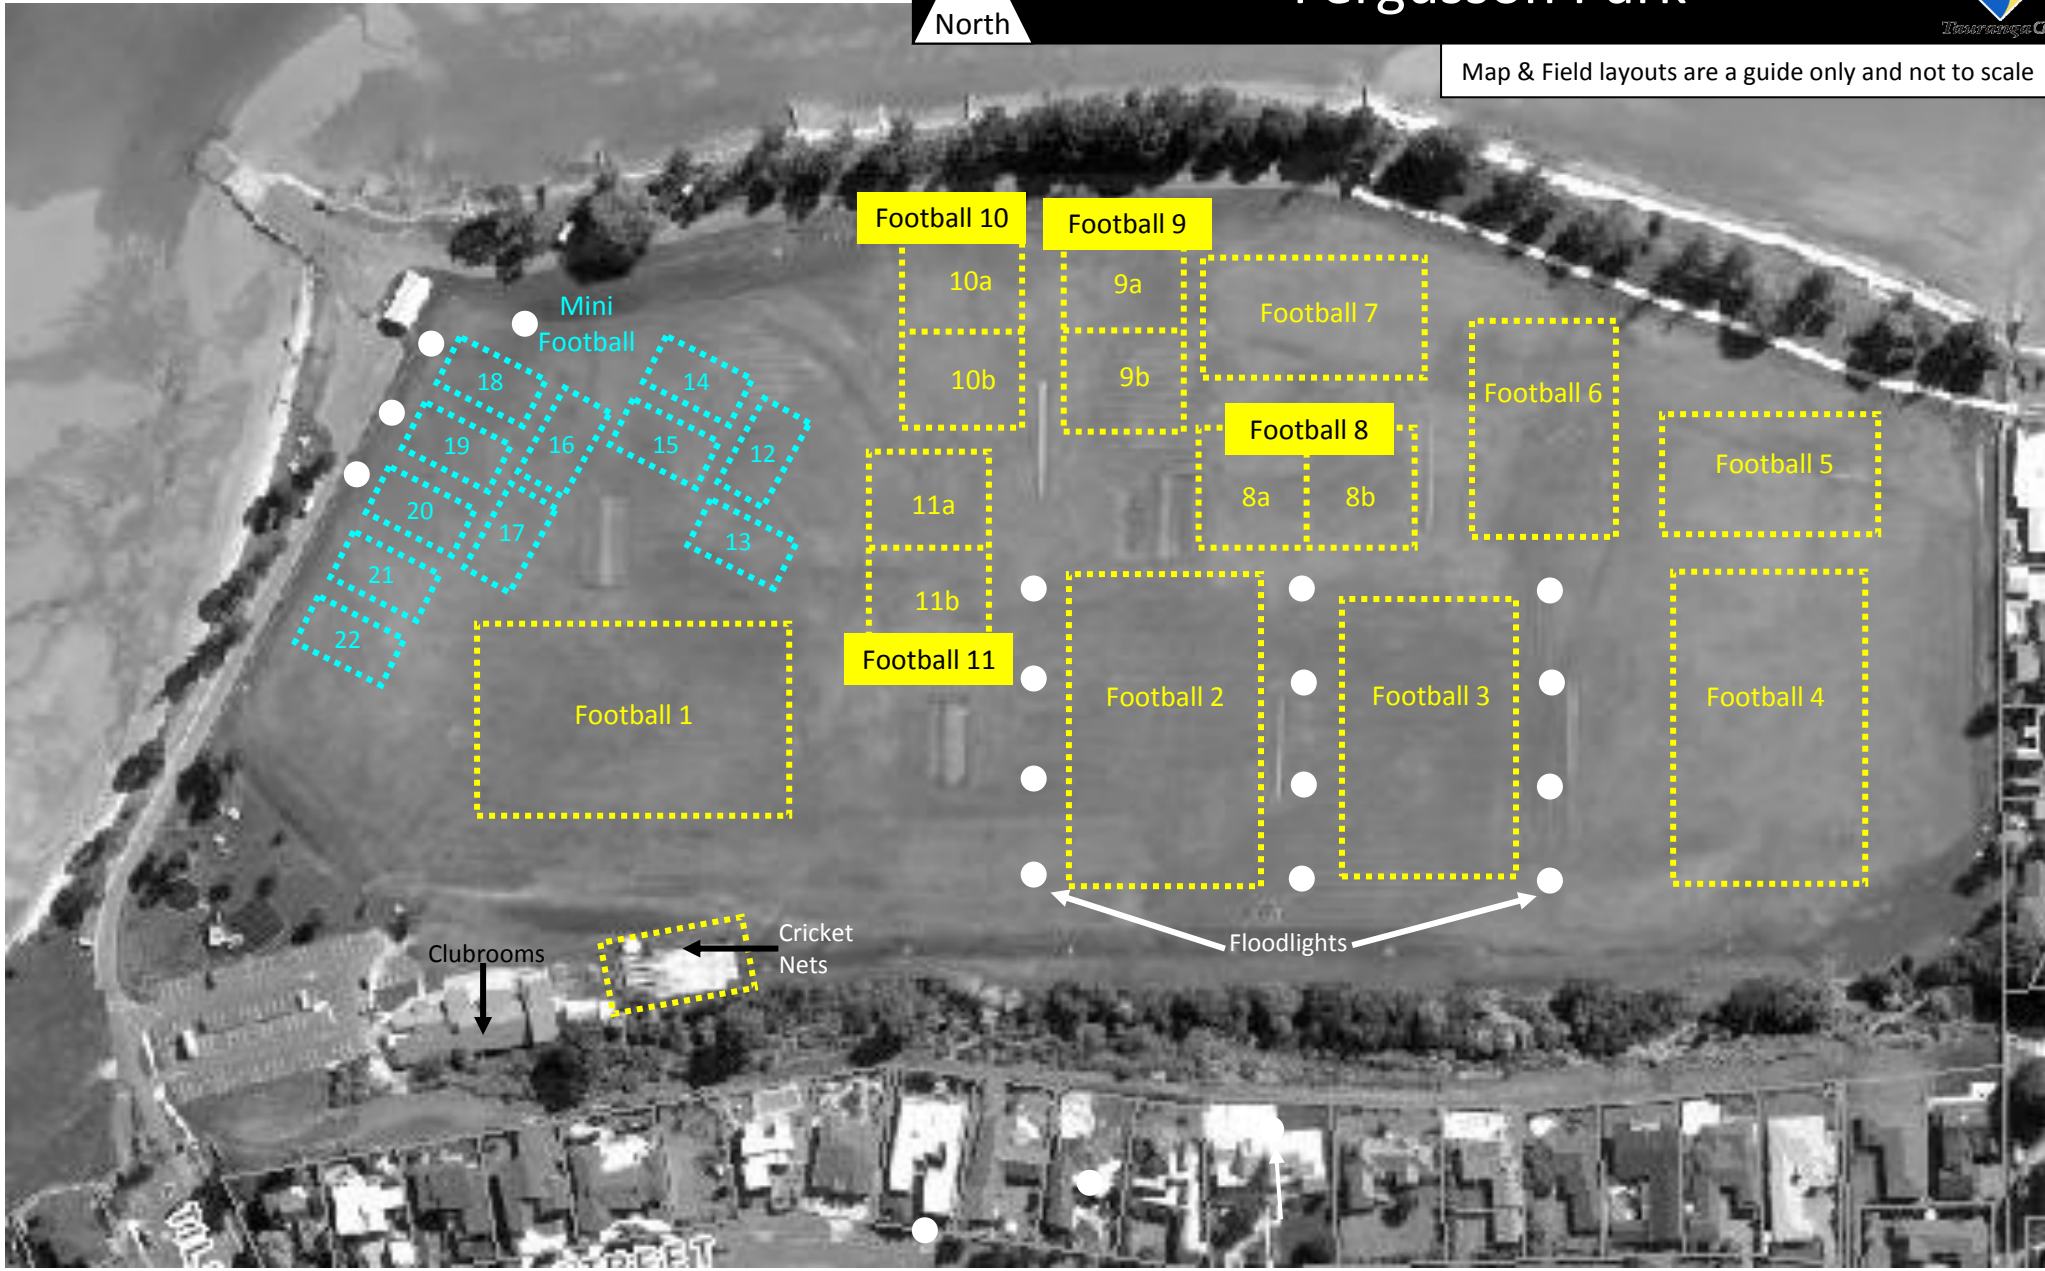 Fergusson Park
North
Map & Field layouts are a guide only and not to scale
Football 10
Football 9
10a
9a
Football 7
Mini
Football
10b
9b
18
14
Football 6
Football 8
19
16
15
12
Football 5
11a
8a
8b
20
17
13
21
11b
22
Football 11
Football 1
Football 2
Football 3
Football 4
Cricket
Nets
Clubrooms
Floodlights